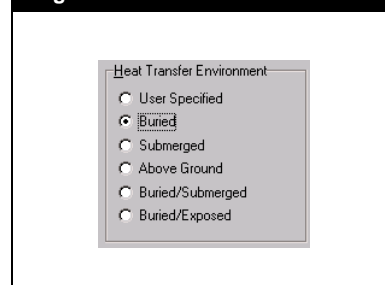 Heat Transfer Environment
User Specified
Buried
Submerged
Above Ground
Buried/Submerged
Buried/Exposed